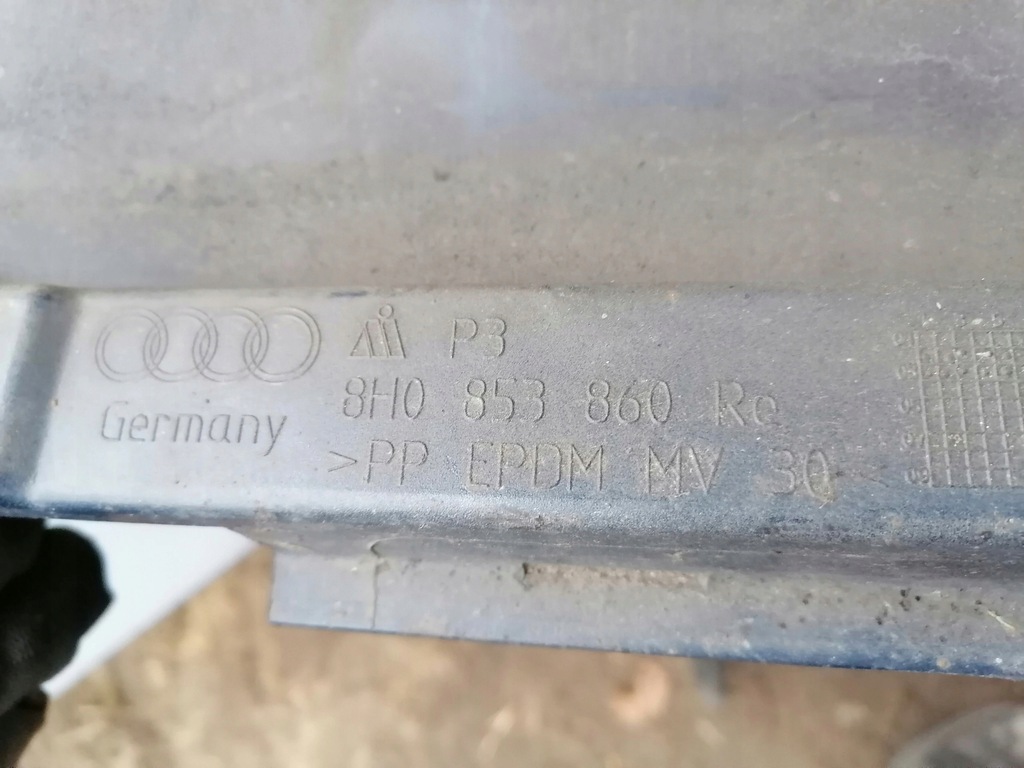 P3
Germany
8H0 853 860 Re
>PP EPDM MV 30<